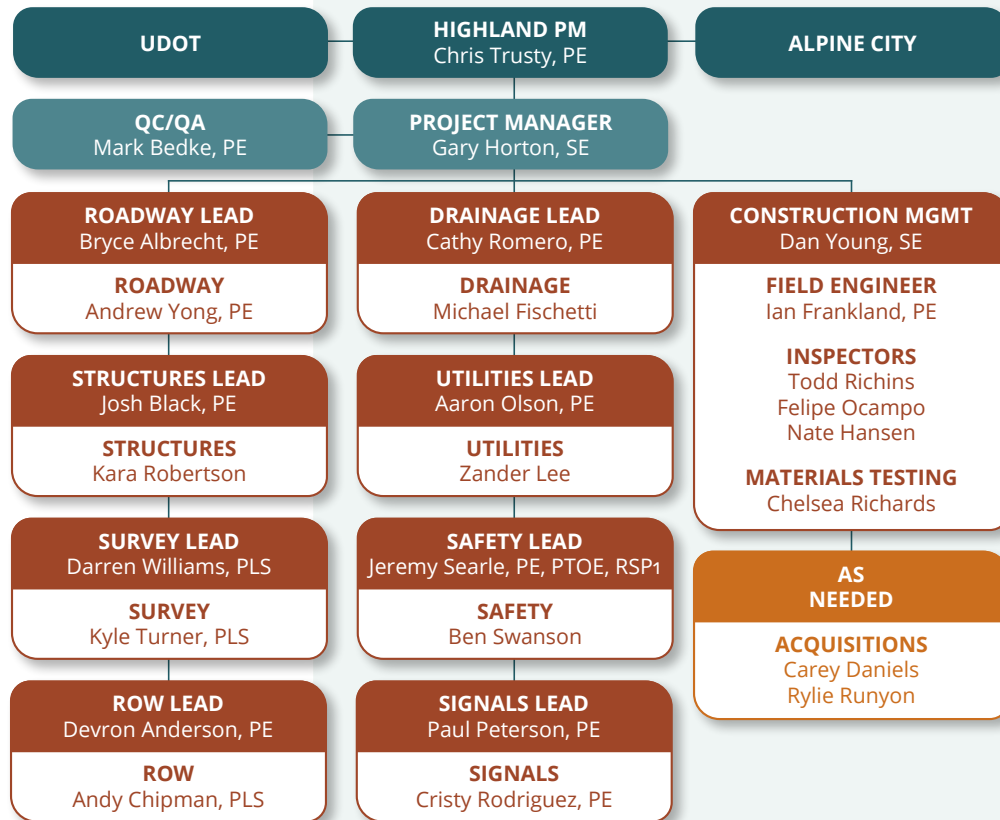 UDOT
HIGHLAND PM
Chris Trusty, PE
ALPINE CITY
QC/QA
Mark Bedke, PE
PROJECT MANAGER
Gary Horton, SE
ROADWAY LEAD
Bryce Albrecht, PE
ROADWAY
Andrew Yong, PE
STRUCTURES LEAD
Josh Black, PE
STRUCTURES
Kara Robertson
SURVEY LEAD
Darren Williams, PLS
SURVEY
Kyle Turner, PLS
ROW LEAD
Devron Anderson, PE
ROW
Andy Chipman, PLS
DRAINAGE LEAD
Cathy Romero, PE
DRAINAGE
Michael Fischetti
UTILITIES LEAD
Aaron Olson, PE
UTILITIES
Zander Lee
SAFETY LEAD
Jeremy Searle, PE, PTOE, RSP₁
SAFETY
Ben Swanson
SIGNALS LEAD
Paul Peterson, PE
SIGNALS
Cristy Rodriguez, PE
CONSTRUCTION MGMT
Dan Young, SE
FIELD ENGINEER
Ian Frankland, PE
INSPECTORS
Todd Richins
Felipe Ocampo
Nate Hansen
MATERIALS TESTING
Chelsea Richards
AS
NEEDED
ACQUISITIONS
Carey Daniels
Rylie Runyon